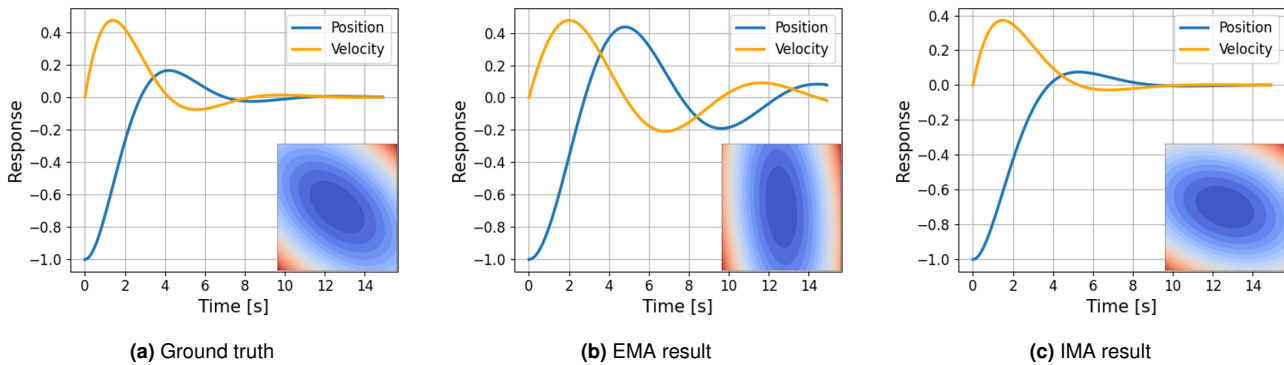 Position
Velocity
Response
0.4
0.2
0.0
−0.2
−0.4
−0.6
−0.8
−1.0
0 2 4 6 8 10 12 14
Time [s]
(a) Ground truth
Position
Velocity
Response
0.4
0.2
0.0
−0.2
−0.4
−0.6
−0.8
−1.0
0 2 4 6 8 10 12 14
Time [s]
(b) EMA result
Position
Velocity
Response
0.4
0.2
0.0
−0.2
−0.4
−0.6
−0.8
−1.0
0 2 4 6 8 10 12 14
Time [s]
(c) IMA result